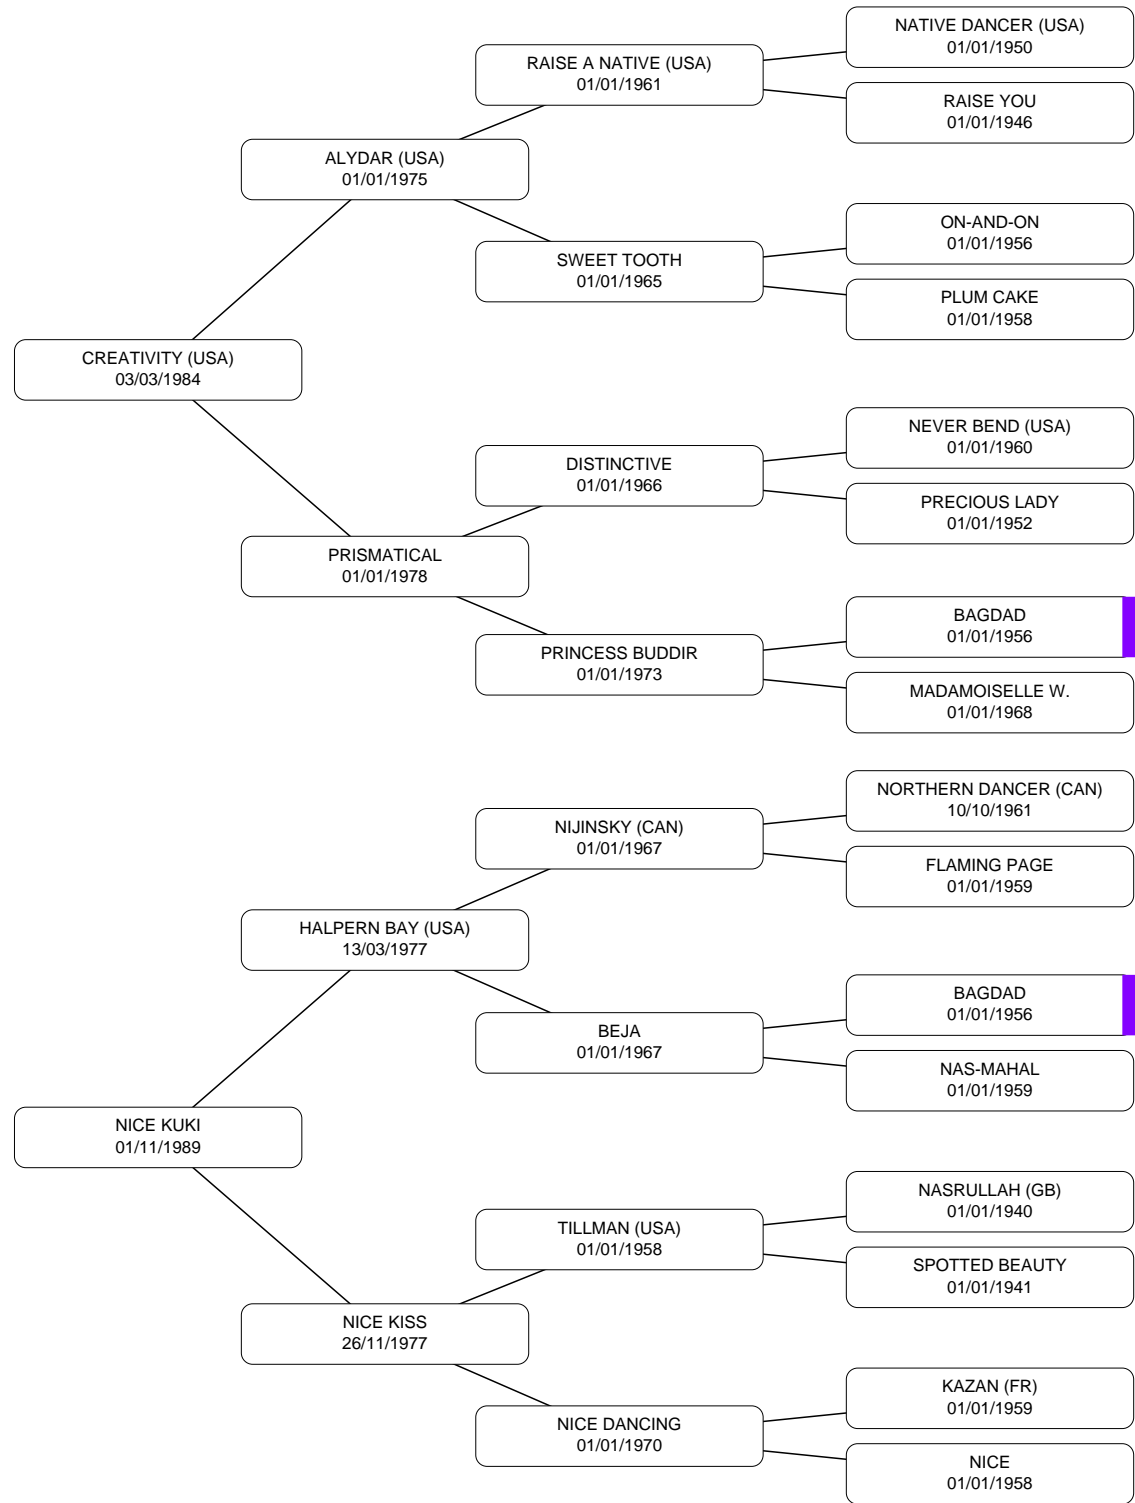 NATIVE DANCER (USA)
01/01/1950
RAISE A NATIVE (USA)
01/01/1961
RAISE YOU
01/01/1946
ALYDAR (USA)
01/01/1975
ON-AND-ON
01/01/1956
SWEET TOOTH
01/01/1965
PLUM CAKE
01/01/1958
CREATIVITY (USA)
03/03/1984
NEVER BEND (USA)
01/01/1960
DISTINCTIVE
01/01/1966
PRECIOUS LADY
01/01/1952
PRISMATICAL
01/01/1978
BAGDAD
01/01/1956
PRINCESS BUDDIR
01/01/1973
MADAMOISELLE W.
01/01/1968
NORTHERN DANCER (CAN)
10/10/1961
NIJINSKY (CAN)
01/01/1967
FLAMING PAGE
01/01/1959
HALPERN BAY (USA)
13/03/1977
BAGDAD
01/01/1956
BEJA
01/01/1967
NAS-MAHAL
01/01/1959
NICE KUKI
01/11/1989
NASRULLAH (GB)
01/01/1940
TILLMAN (USA)
01/01/1958
SPOTTED BEAUTY
01/01/1941
NICE KISS
26/11/1977
KAZAN (FR)
01/01/1959
NICE DANCING
01/01/1970
NICE
01/01/1958